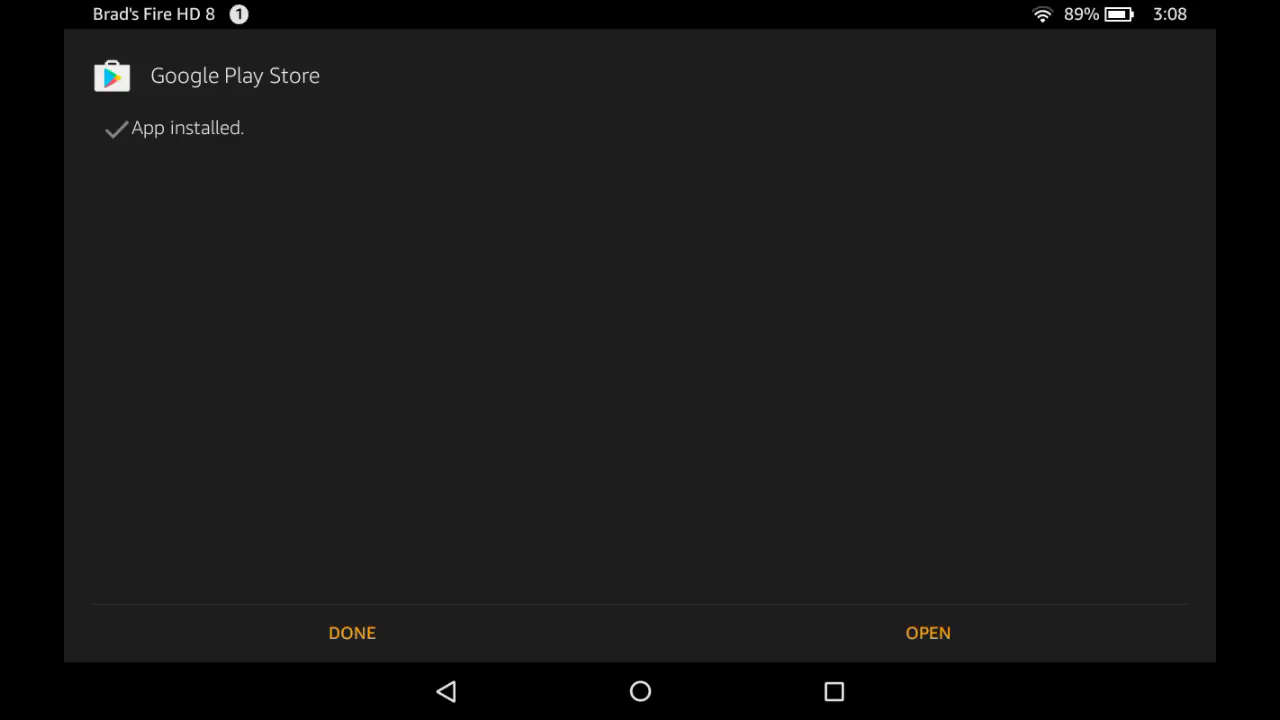 Brad's Fire HD 8 1 89% 3:08
Google Play Store
App installed.
DONE OPEN